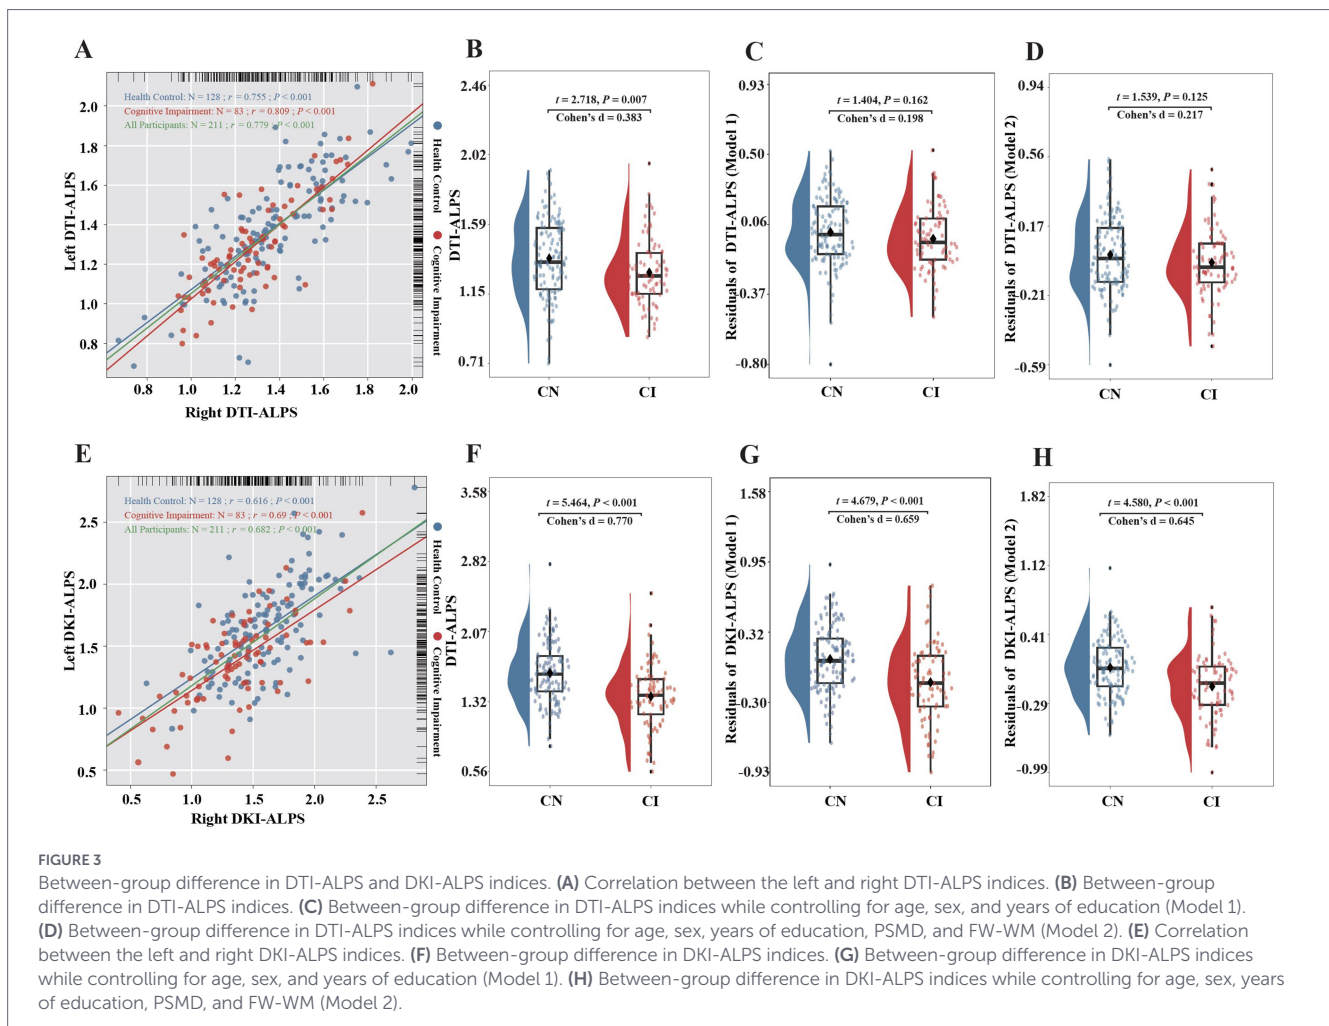 A
Health Control: N = 128 ; r = 0.755 ; P < 0.001
Cognitive Impairment: N = 83 ; r = 0.809 ; P < 0.001
All Participants: N = 211 ; r = 0.779 ; P < 0.001
2.0
1.8
1.6
1.4
1.2
1.0
0.8
Left DTI-ALPS
0.8 1.0 1.2 1.4 1.6 1.8 2.0
Right DTI-ALPS
Health Control
Cognitive Impairment
B
t = 2.718, P = 0.007
Cohen's d = 0.383
2.46
2.02
1.59
1.15
0.71
DTI-ALPS
CN CI
C
t = 1.404, P = 0.162
Cohen's d = 0.198
0.93
0.50
0.06
-0.37
-0.80
Residuals of DTI-ALPS (Model 1)
CN CI
D
t = 1.539, P = 0.125
Cohen's d = 0.217
0.94
0.56
0.17
-0.21
-0.59
Residuals of DTI-ALPS (Model 2)
CN CI
E
Health Control: N = 128 ; r = 0.616 ; P < 0.001
Cognitive Impairment: N = 83 ; r = 0.69 ; P < 0.001
All Participants: N = 211 ; r = 0.682 ; P < 0.001
2.5
2.0
1.5
1.0
0.5
Left DKI-ALPS
0.5 1.0 1.5 2.0 2.5
Right DKI-ALPS
Health Control
Cognitive Impairment
F
t = 5.464, P < 0.001
Cohen's d = 0.770
3.58
2.82
2.07
1.32
0.56
DTI-ALPS
CN CI
G
t = 4.679, P < 0.001
Cohen's d = 0.659
1.58
0.95
0.32
-0.30
-0.93
Residuals of DKI-ALPS (Model 1)
CN CI
H
t = 4.580, P < 0.001
Cohen's d = 0.645
1.82
1.12
0.41
-0.29
-0.99
Residuals of DKI-ALPS (Model 2)
CN CI
FIGURE 3
Between-group difference in DTI-ALPS and DKI-ALPS indices. (A) Correlation between the left and right DTI-ALPS indices. (B) Between-group
difference in DTI-ALPS indices. (C) Between-group difference in DTI-ALPS indices while controlling for age, sex, and years of education (Model 1).
(D) Between-group difference in DTI-ALPS indices while controlling for age, sex, years of education, PSMD, and FW-WM (Model 2). (E) Correlation
between the left and right DKI-ALPS indices. (F) Between-group difference in DKI-ALPS indices. (G) Between-group difference in DKI-ALPS indices
while controlling for age, sex, and years of education (Model 1). (H) Between-group difference in DKI-ALPS indices while controlling for age, sex, years
of education, PSMD, and FW-WM (Model 2).